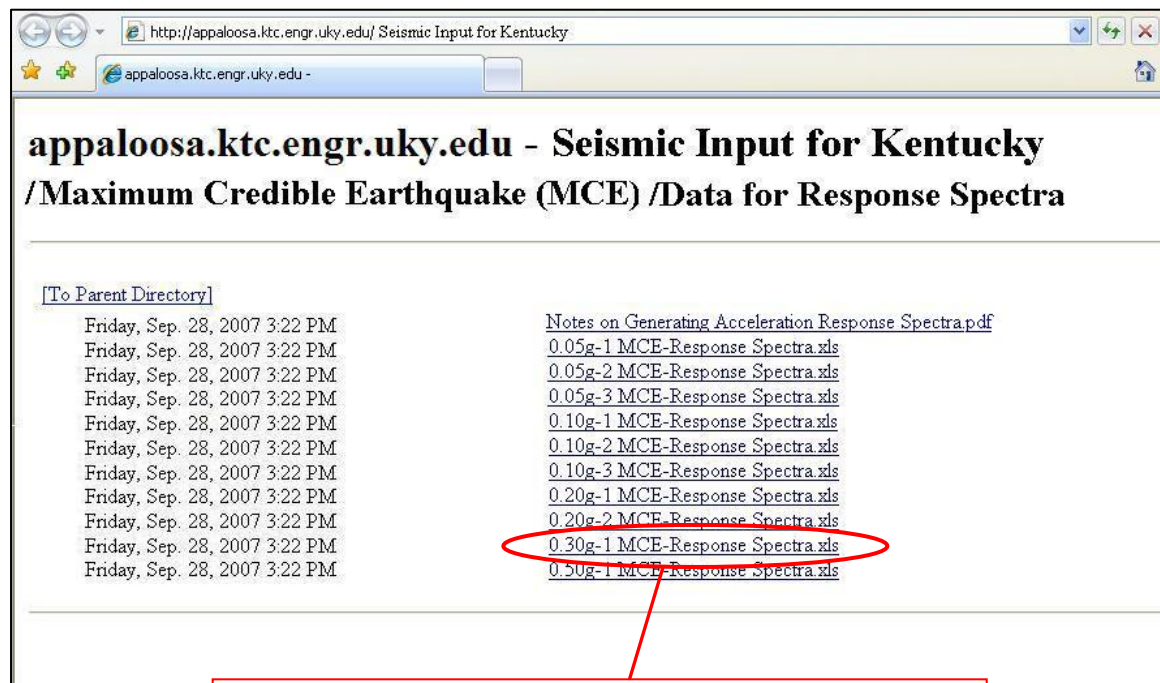 http://appaloosa.ktc.engr.uky.edu/ Seismic Input for Kentucky
appaloosa.ktc.engr.uky.edu -
appaloosa.ktc.engr.uky.edu - Seismic Input for Kentucky
/Maximum Credible Earthquake (MCE) /Data for Response Spectra
[To Parent Directory]
Friday, Sep. 28, 2007 3:22 PM Notes on Generating Acceleration Response Spectra.pdf
Friday, Sep. 28, 2007 3:22 PM 0.05g-1 MCE-Response Spectra.xls
Friday, Sep. 28, 2007 3:22 PM 0.05g-2 MCE-Response Spectra.xls
Friday, Sep. 28, 2007 3:22 PM 0.05g-3 MCE-Response Spectra.xls
Friday, Sep. 28, 2007 3:22 PM 0.10g-1 MCE-Response Spectra.xls
Friday, Sep. 28, 2007 3:22 PM 0.10g-2 MCE-Response Spectra.xls
Friday, Sep. 28, 2007 3:22 PM 0.10g-3 MCE-Response Spectra.xls
Friday, Sep. 28, 2007 3:22 PM 0.20g-1 MCE-Response Spectra.xls
Friday, Sep. 28, 2007 3:22 PM 0.20g-2 MCE-Response Spectra.xls
Friday, Sep. 28, 2007 3:22 PM 0.30g-1 MCE-Response Spectra.xls
Friday, Sep. 28, 2007 3:22 PM 0.50g-1 MCE-Response Spectra.xls